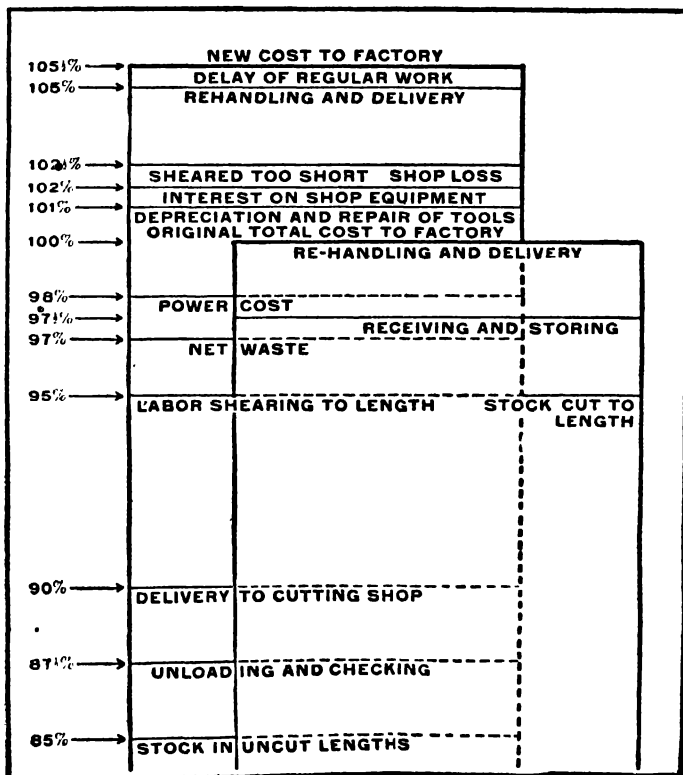 NEW COST TO FACTORY
105½%
DELAY OF REGULAR WORK
105%
REHANDLING AND DELIVERY
102½%
SHEARED TOO SHORT SHOP LOSS
102%
INTEREST ON SHOP EQUIPMENT
101%
DEPRECIATION AND REPAIR OF TOOLS
ORIGINAL TOTAL COST TO FACTORY
100%
RE-HANDLING AND DELIVERY
98%
POWER COST
97½%
RECEIVING AND STORING
97%
NET WASTE
95%
LABOR SHEARING TO LENGTH STOCK CUT TO
LENGTH
90%
DELIVERY TO CUTTING SHOP
87½%
UNLOADING AND CHECKING
85%
STOCK IN UNCUT LENGTHS